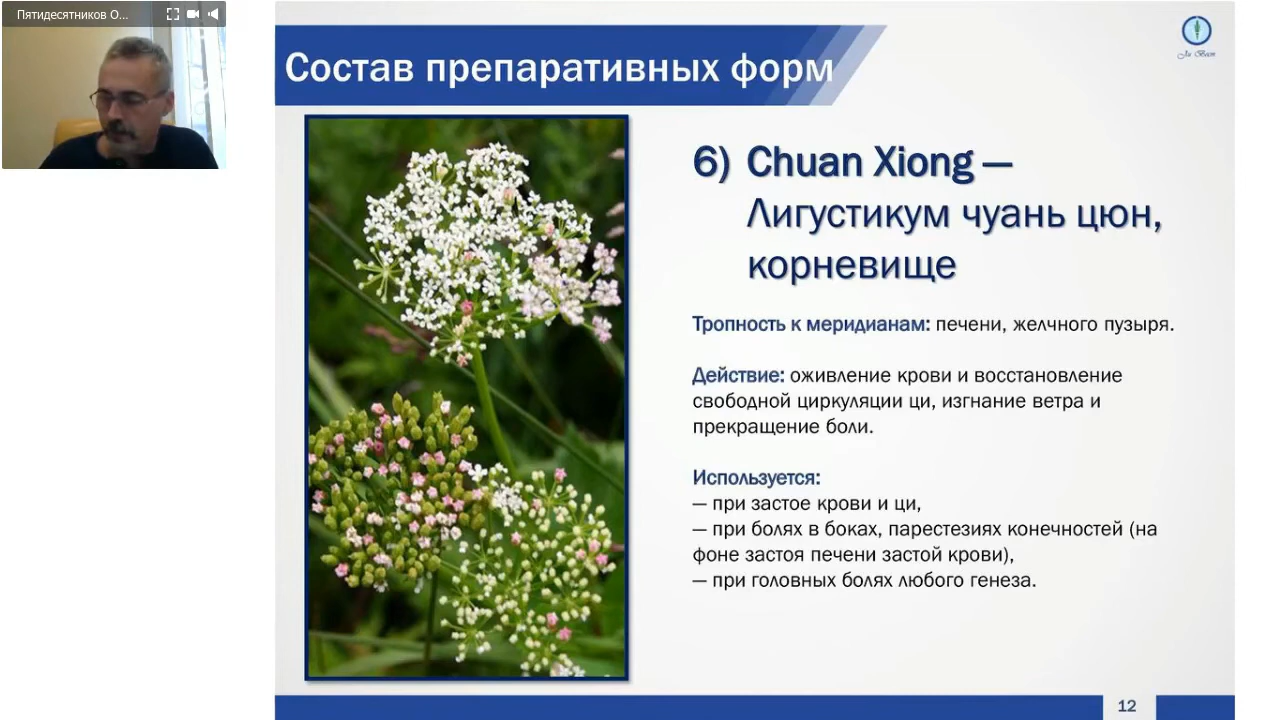 Пятидесятников О...
Состав препаративных форм
6) Chuan Xiong —
Лигустикум чуань цюн,
корневище
Тропность к меридианам: печени, желчного пузыря.
Действие: оживление крови и восстановление
свободной циркуляции ци, изгнание ветра и
прекращение боли.
Используется:
— при застое крови и ци,
— при болях в боках, парестезиях конечностей (на
фоне застоя печени застой крови),
— при головных болях любого генеза.
12